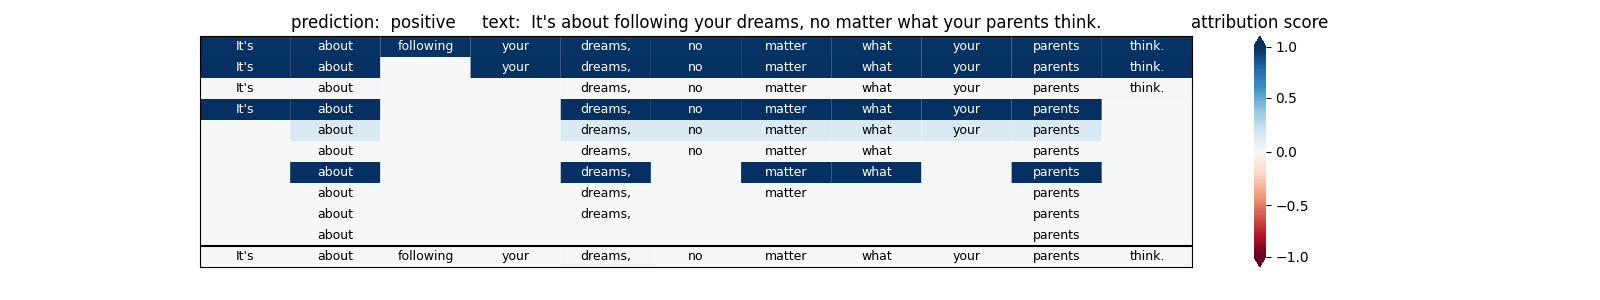 prediction:  positive      text:  It's about following your dreams, no matter what your parents think.      attribution score
It's about following your dreams, no matter what your parents think.
It's about your dreams, no matter what your parents think.
It's about dreams, no matter what your parents think.
It's about dreams, no matter what your parents
about dreams, no matter what your parents
about dreams, no matter what parents
about dreams, matter what parents
about dreams, matter parents
about dreams, parents
about parents
It's about following your dreams, no matter what your parents think.
1.0
0.5
0.0
−0.5
−1.0